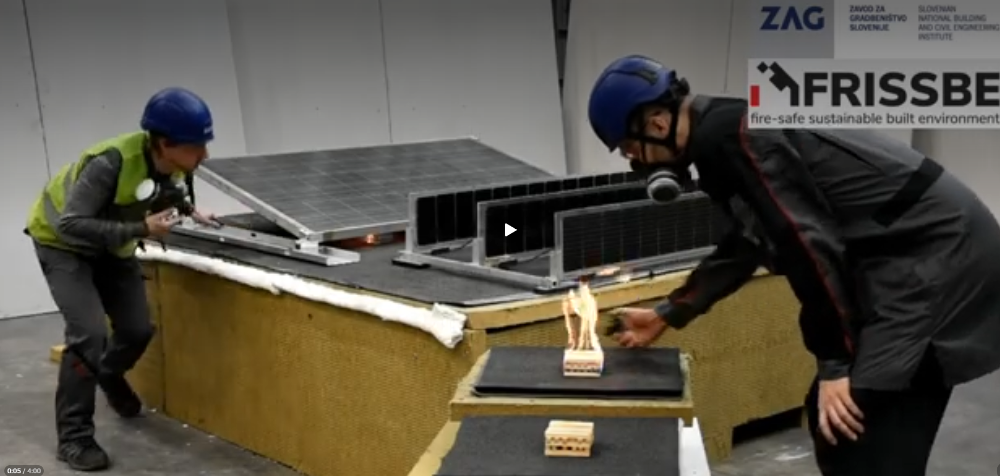 ZAG
ZAVOD ZA
GRADBENIŠTVO
SLOVENIJE
SLOVENIAN
NATIONAL BUILDING
AND CIVIL ENGINEERING
INSTITUTE
FRISSBE
fire-safe sustainable built environment
0:05 / 4:00